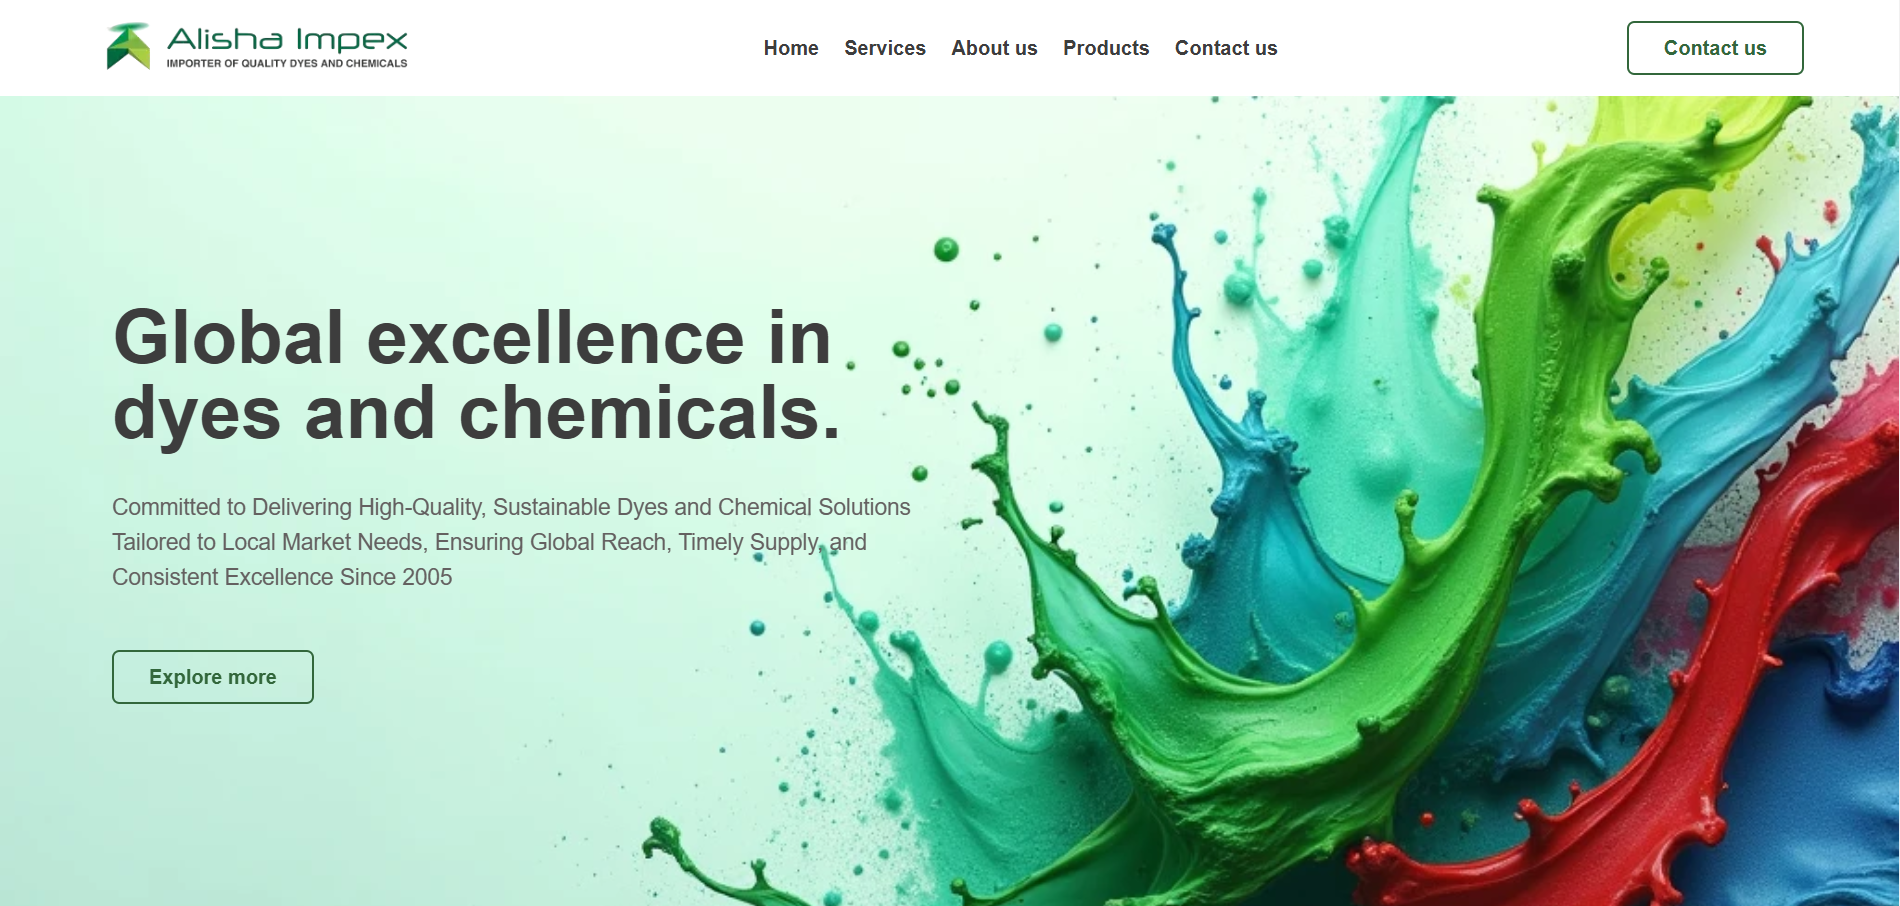 Alisha Impex
IMPORTER OF QUALITY DYES AND CHEMICALS
Home
Services
About us
Products
Contact us
Contact us
Global excellence in
dyes and chemicals.
Committed to Delivering High-Quality, Sustainable Dyes and Chemical Solutions
Tailored to Local Market Needs, Ensuring Global Reach, Timely Supply, and
Consistent Excellence Since 2005
Explore more